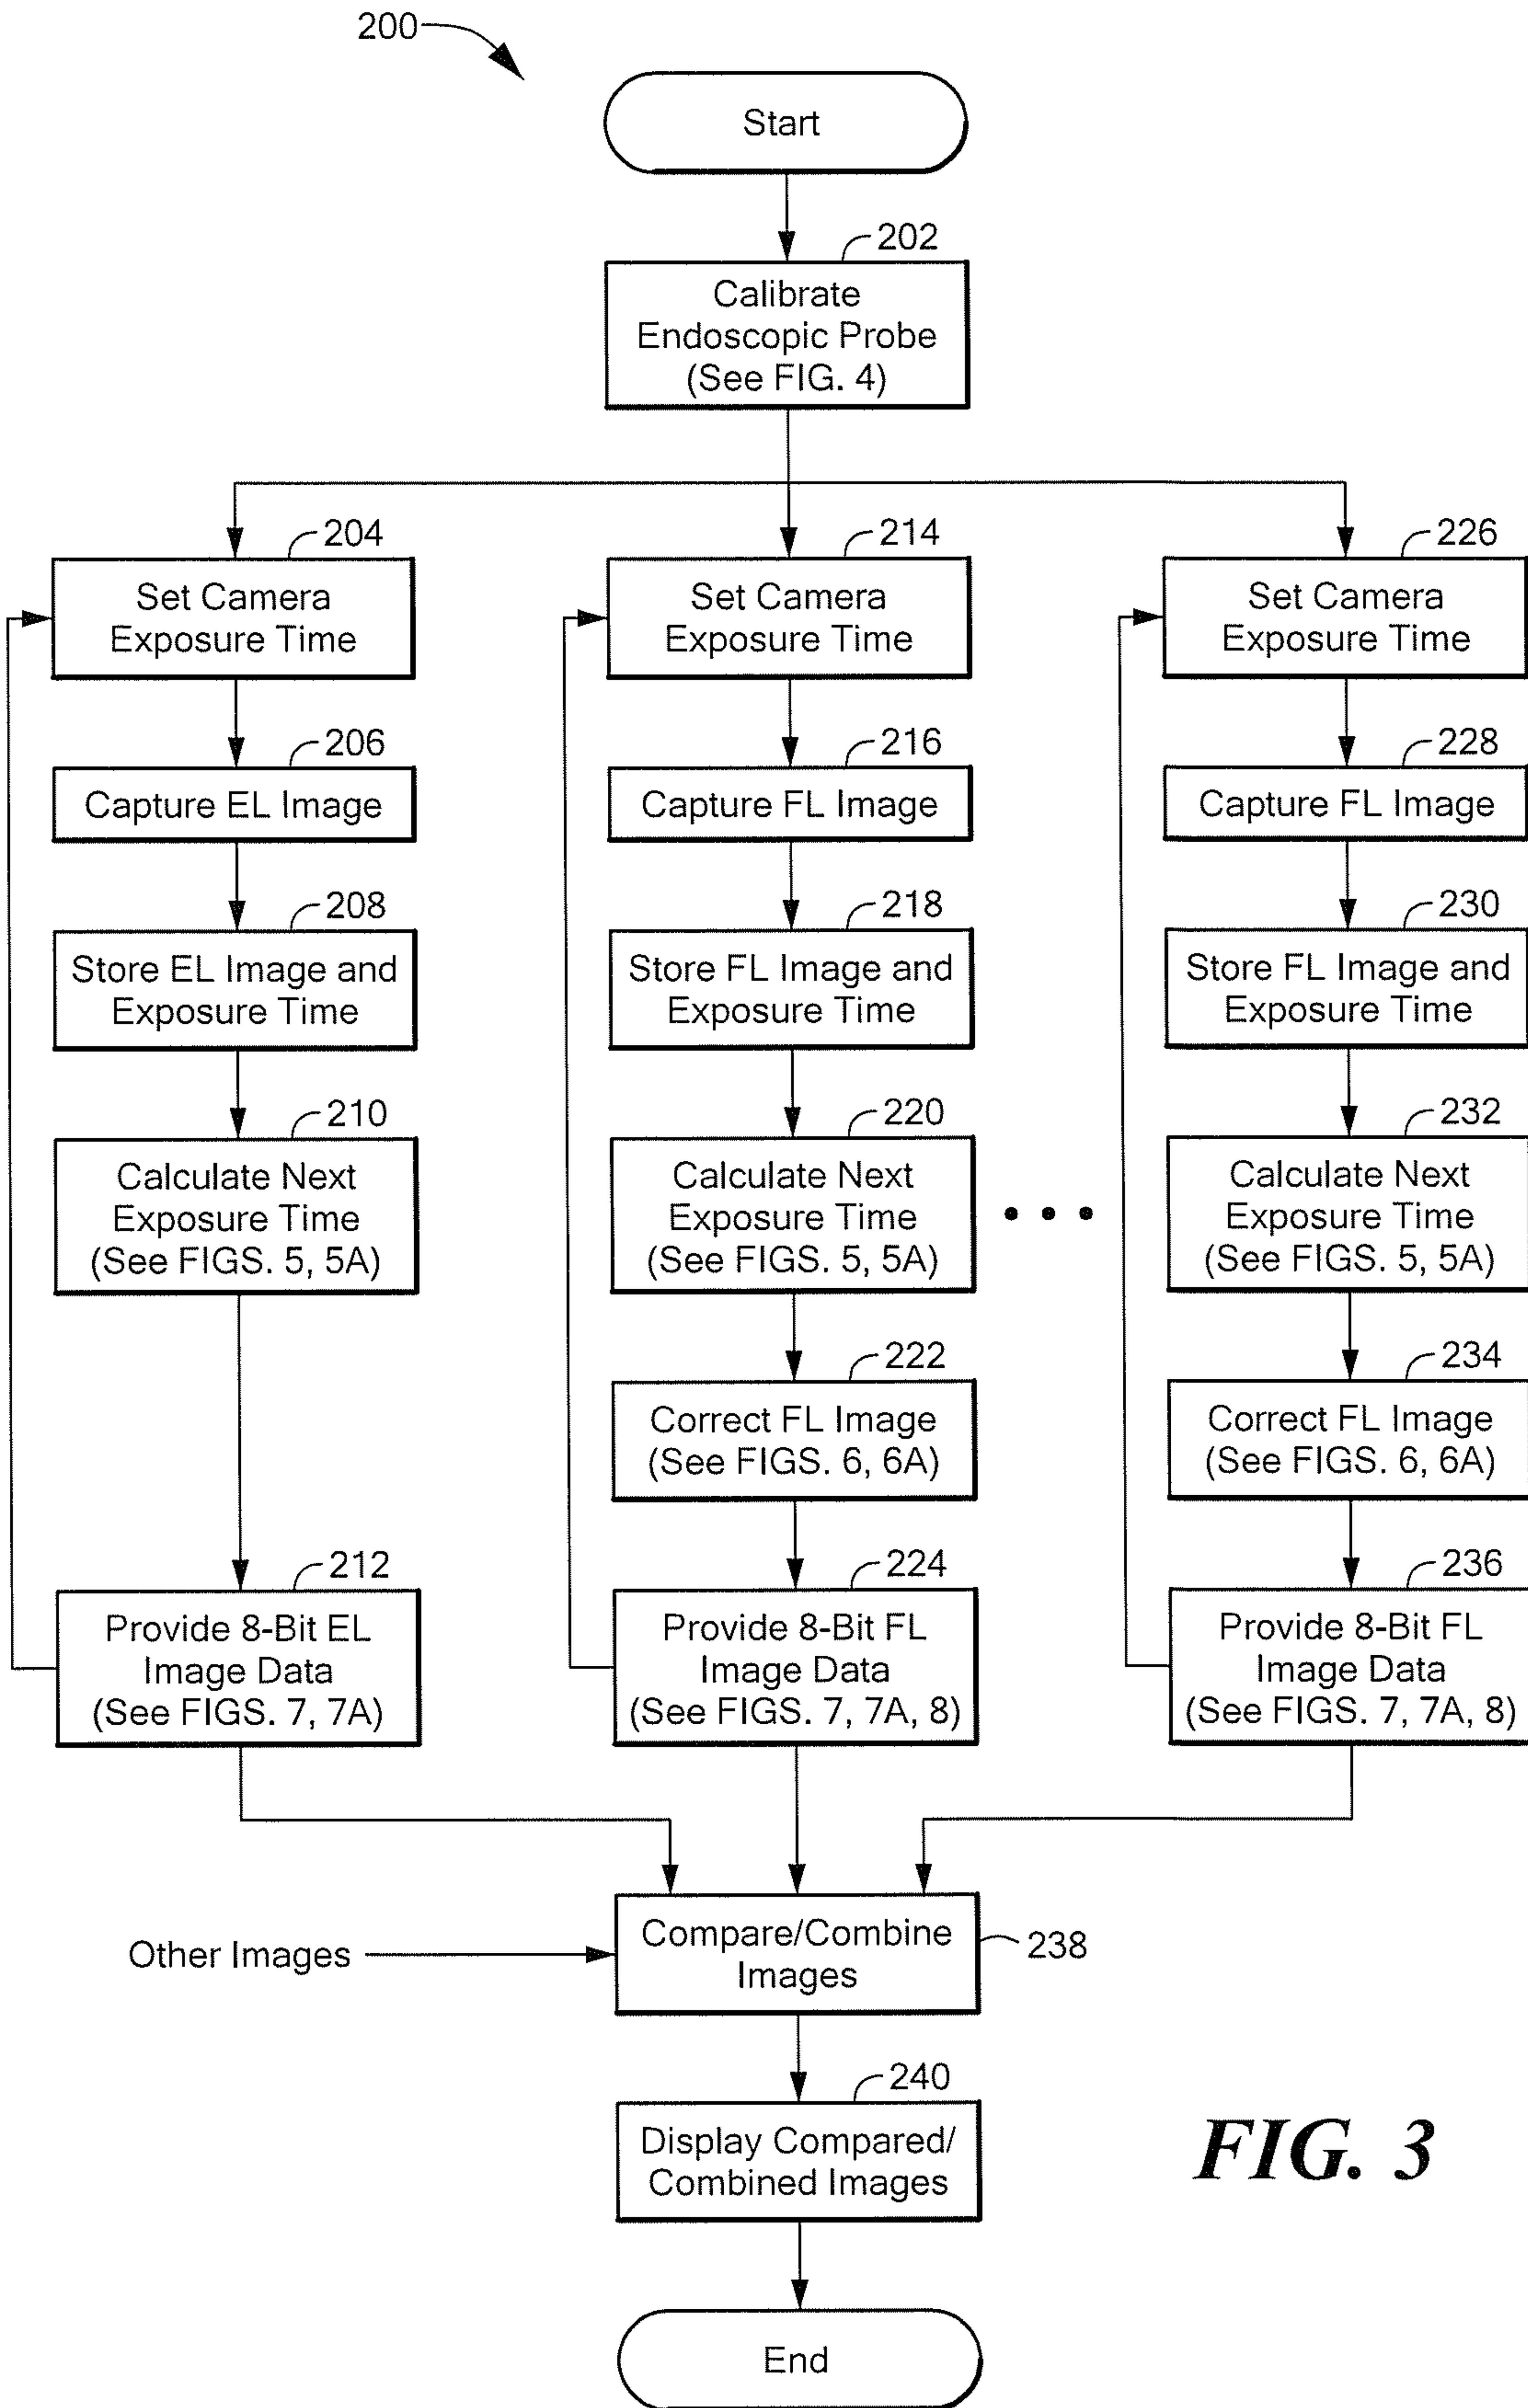 200
Start
202
Calibrate
Endoscopic Probe
(See FIG. 4)
204
Set Camera
Exposure Time
206
Capture EL Image
208
Store EL Image and
Exposure Time
210
Calculate Next
Exposure Time
(See FIGS. 5, 5A)
212
Provide 8-Bit EL
Image Data
(See FIGS. 7, 7A)
214
Set Camera
Exposure Time
216
Capture FL Image
218
Store FL Image and
Exposure Time
220
Calculate Next
Exposure Time
(See FIGS. 5, 5A)
222
Correct FL Image
(See FIGS. 6, 6A)
224
Provide 8-Bit FL
Image Data
(See FIGS. 7, 7A, 8)
• • •
226
Set Camera
Exposure Time
228
Capture FL Image
230
Store FL Image and
Exposure Time
232
Calculate Next
Exposure Time
(See FIGS. 5, 5A)
234
Correct FL Image
(See FIGS. 6, 6A)
236
Provide 8-Bit FL
Image Data
(See FIGS. 7, 7A, 8)
Other Images
Compare/Combine
Images
238
240
Display Compared/
Combined Images
End
FIG. 3